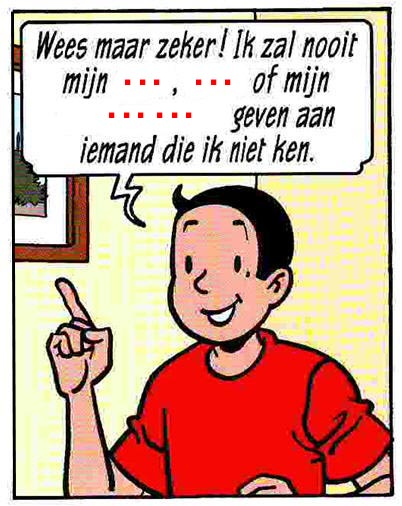 Wees maar zeker! Ik zal nooit
mijn ... , ... of mijn
... ... geven aan
iemand die ik niet ken.